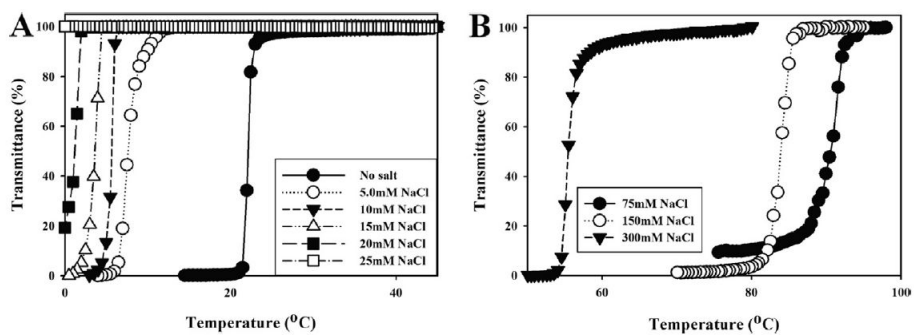 A
100
80
60
40
20
0
Transmittance (%)
0
20
40
Temperature (°C)
No salt
5.0mM NaCl
10mM NaCl
15mM NaCl
20mM NaCl
25mM NaCl
B
100
80
60
40
20
0
Transmittance (%)
60
80
100
Temperature (°C)
75mM NaCl
150mM NaCl
300mM NaCl